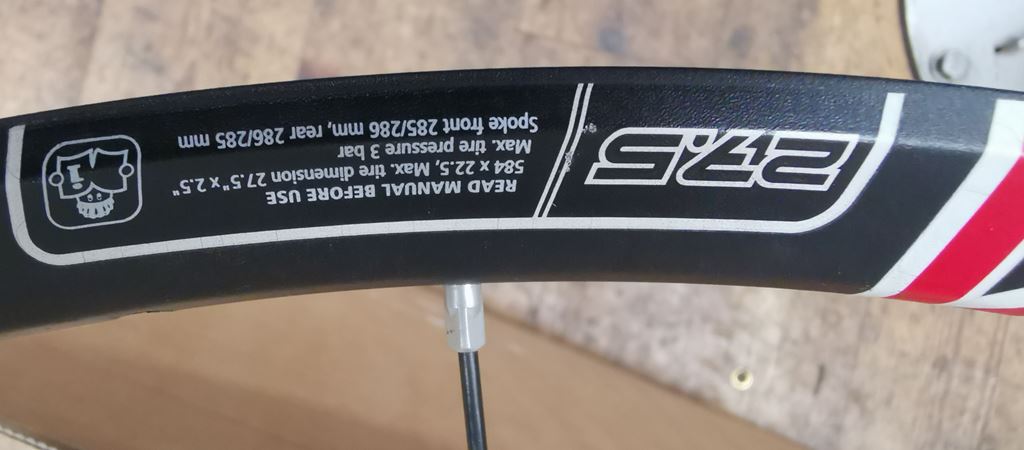 READ MANUAL BEFORE USE
584 x 22.5, Max. tire dimension 27.5" x 2.5"
Max. tire pressure 3 bar
Spoke front 285/286 mm, rear 286/285 mm
27.5